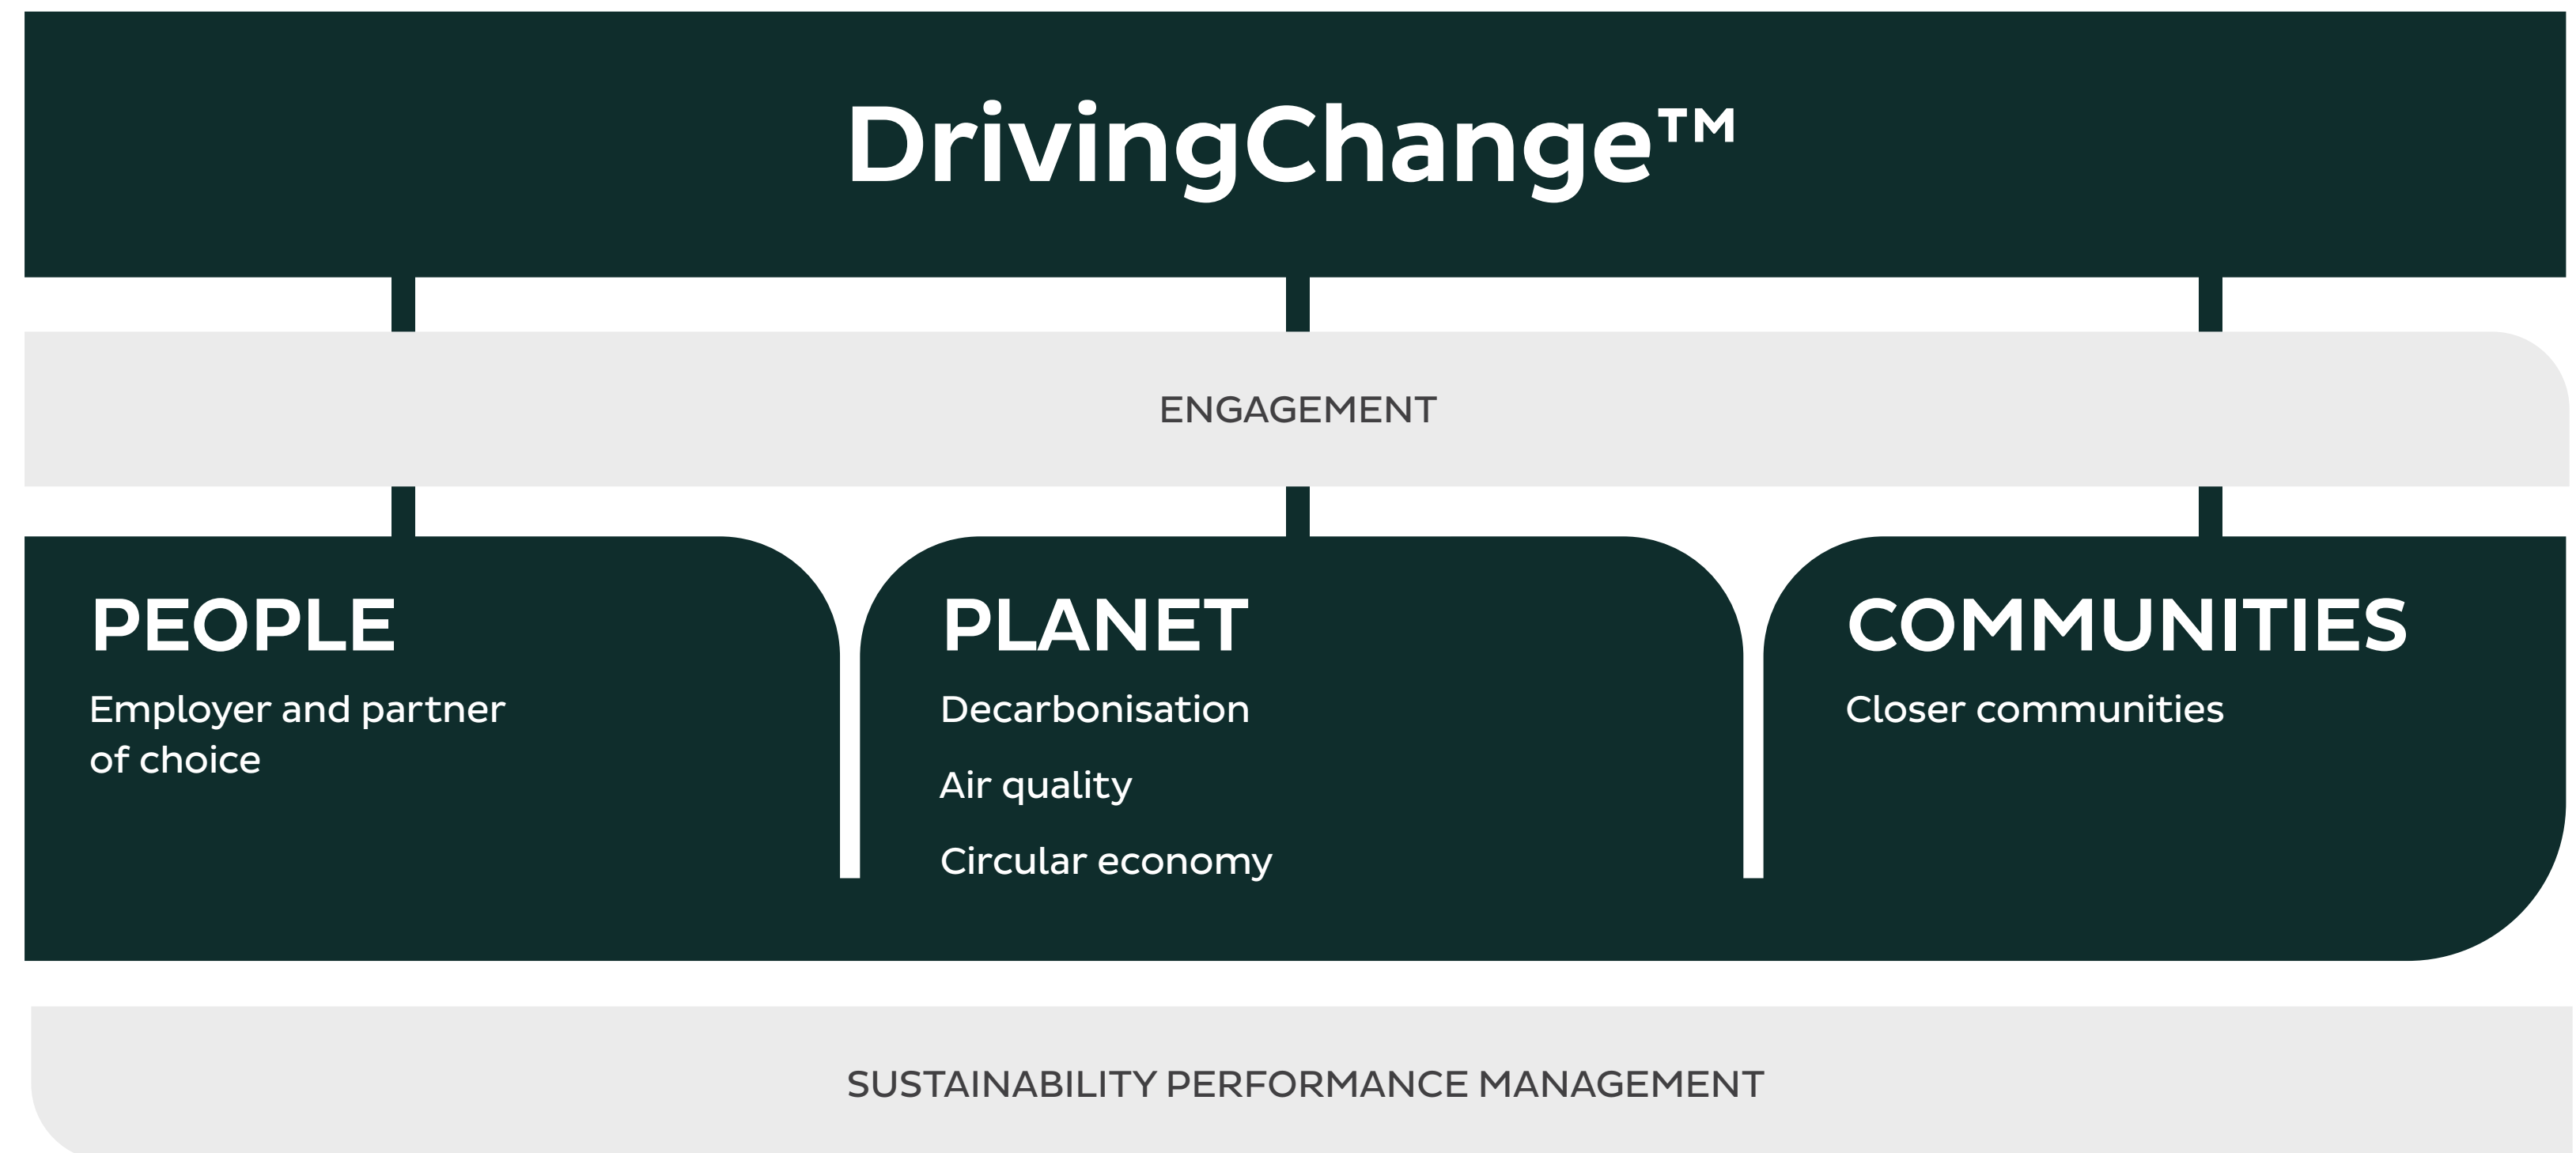 DrivingChange™
ENGAGEMENT
PEOPLE
Employer and partner
of choice
PLANET
Decarbonisation
Air quality
Circular economy
COMMUNITIES
Closer communities
SUSTAINABILITY PERFORMANCE MANAGEMENT